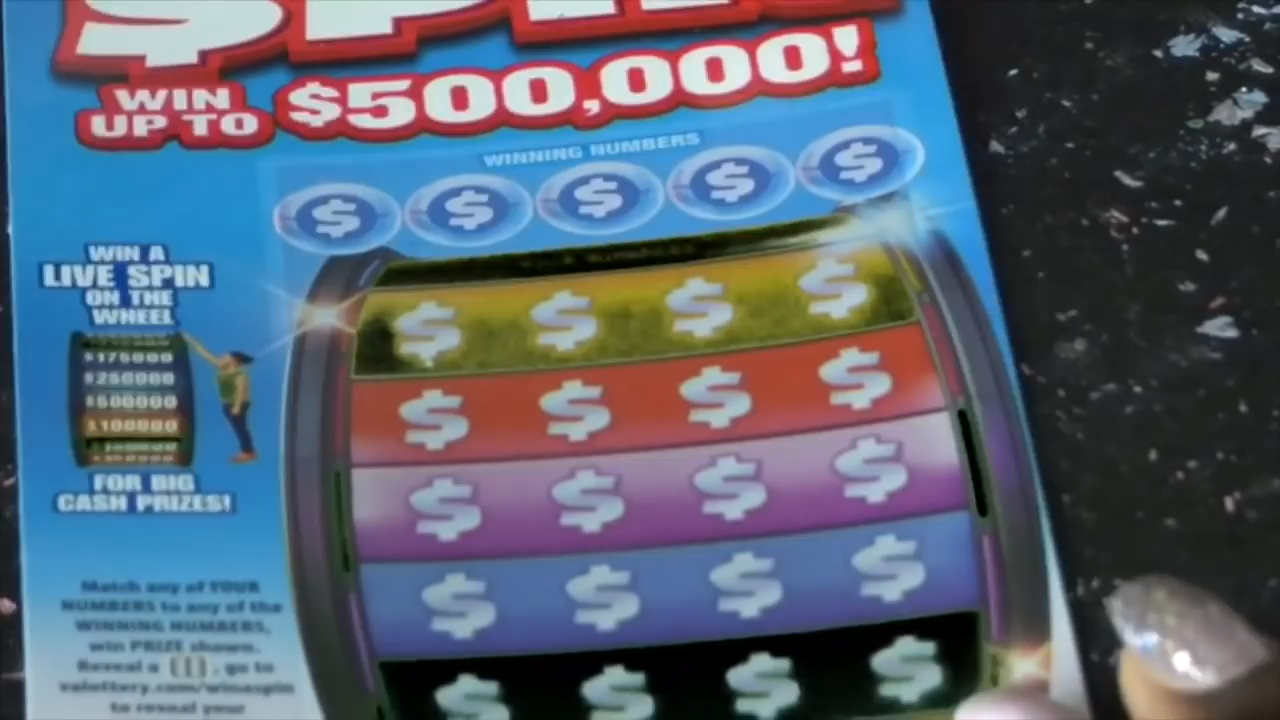 WIN
UP TO
$500,000!
WINNING NUMBERS
$ $ $ $ $
$ $ $ $
$ $ $ $
$ $ $ $
$ $ $ $
$ $ $ $
WIN A
LIVE SPIN
ON THE
WHEEL
$175000
$250000
$500000
$100000
FOR BIG
CASH PRIZES!
Match any of YOUR
NUMBERS to any of the
WINNING NUMBERS,
win PRIZE shown.
Reveal a , go to
valottery.com/winaspin
to reveal your